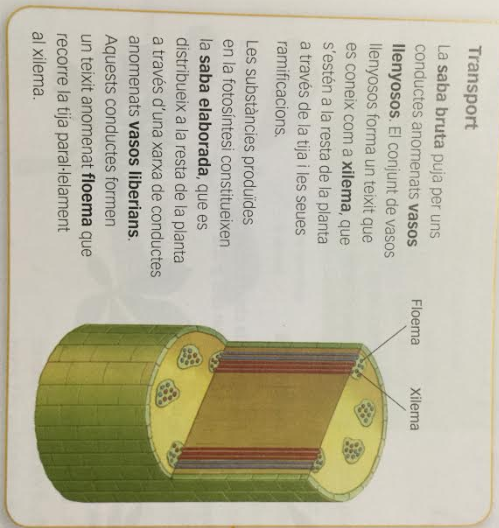 Transport
La saba bruta puja per uns
conductes anomenats vasos
llenyosos. El conjunt de vasos
llenyosos forma un teixit que
es coneix com a xilema, que
s'estén a la resta de la planta
a través de la tija i les seues
ramificacions.
Les substàncies produïdes
en la fotosíntesi constitueixen
la saba elaborada, que es
distribueix a la resta de la planta
a través d'una xarxa de conductes
anomenats vasos liberians.
Aquests conductes formen
un teixit anomenat floema que
recorre la tija paral·lelament
al xilema.
Floema
Xilema